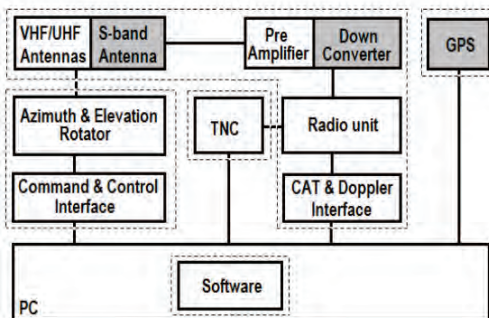 VHF/UHF
Antennas
S-band
Antenna
Pre
Amplifier
Down
Converter
GPS
Azimuth & Elevation
Rotator
TNC
Radio unit
Command & Control
Interface
CAT & Doppler
Interface
Software
PC